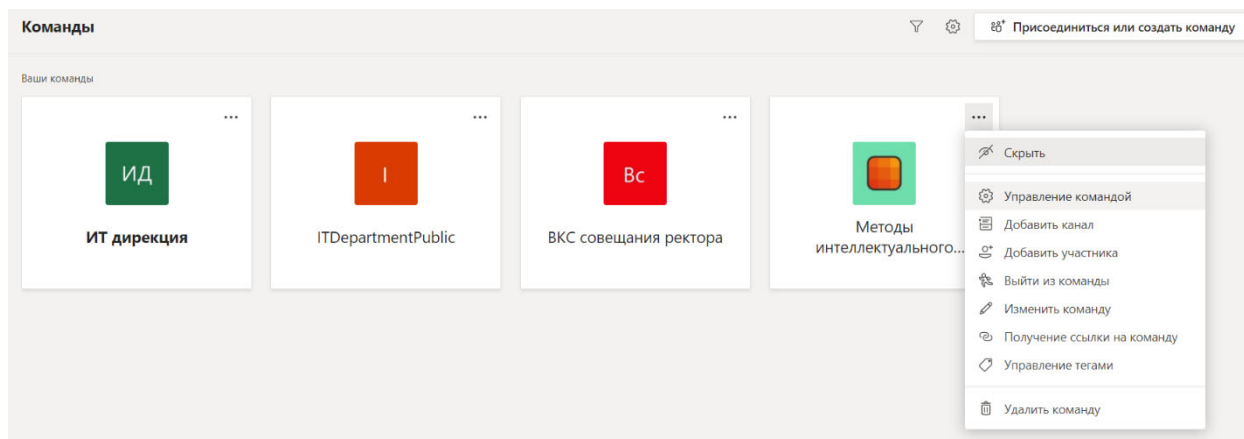 Команды
Присоединиться или создать команду
Ваши команды
ИД
I
Вс
ИТ дирекция
ITDepartmentPublic
ВКС совещания ректора
Методы
интеллектуального...
Скрыть
Управление командой
Добавить канал
Добавить участника
Выйти из команды
Изменить команду
Получение ссылки на команду
Управление тегами
Удалить команду